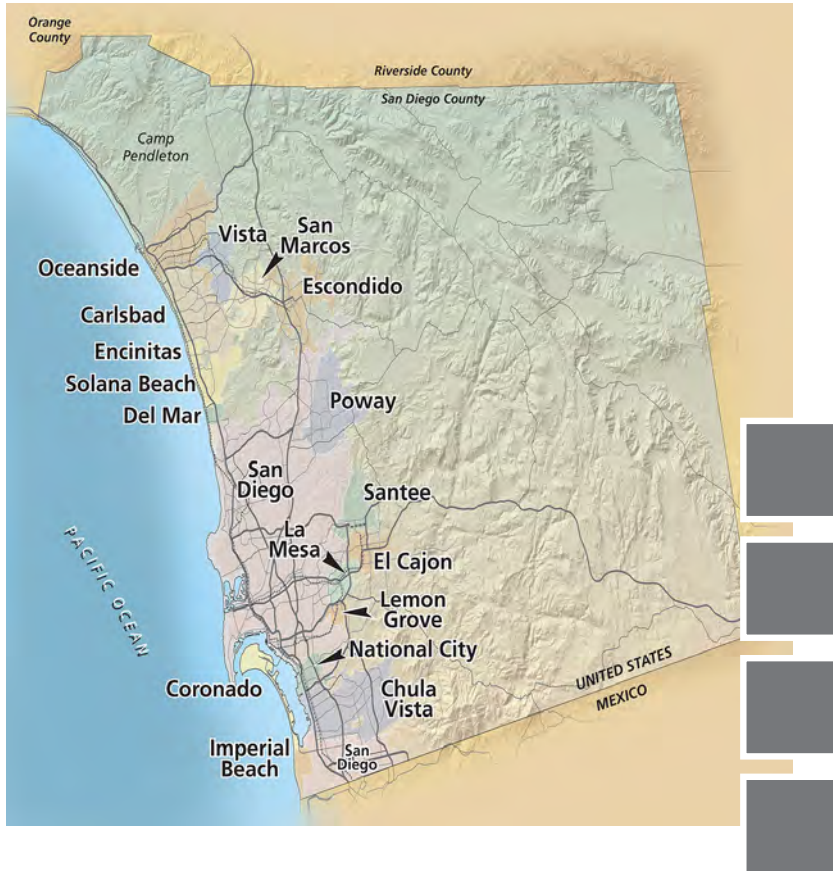 Orange
County
Riverside County
San Diego County
Camp
Pendleton
Vista
San
Marcos
Oceanside
Escondido
Carlsbad
Encinitas
Solana Beach
Del Mar
Poway
San
Diego
Santee
La
Mesa
El Cajon
PACIFIC OCEAN
Lemon
Grove
National City
UNITED STATES
MEXICO
Coronado
Chula
Vista
Imperial
Beach
San
Diego